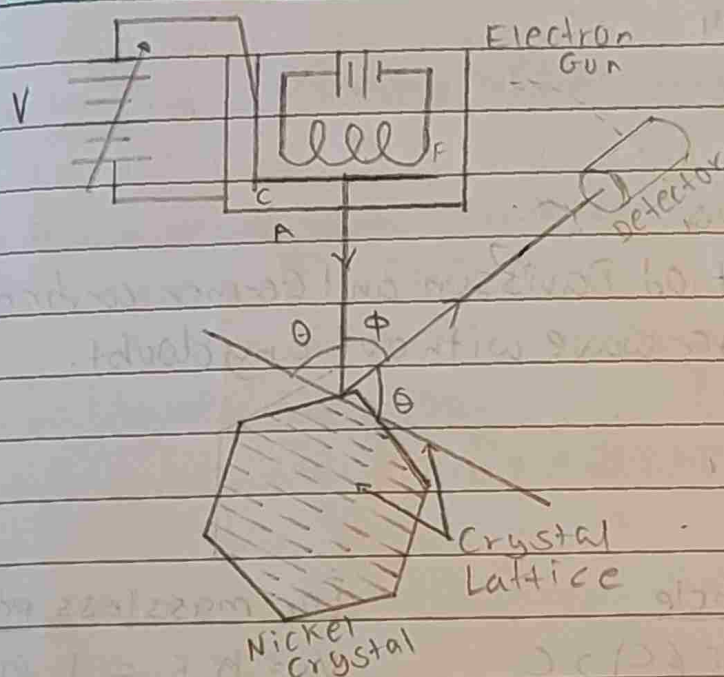 Electron
Gun
V
F
C
A
Detector
θ
Φ
θ
Crystal
Lattice
Nickel
Crystal